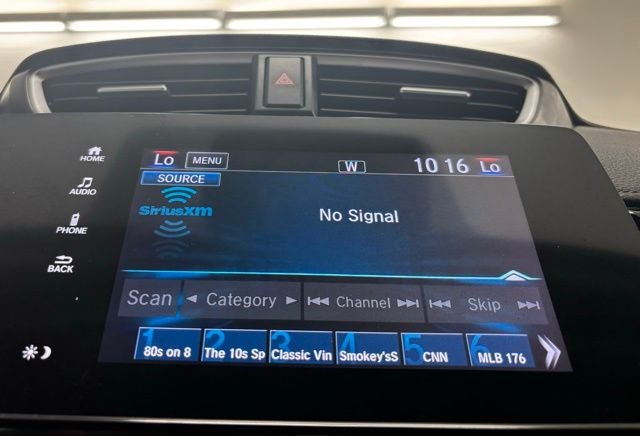 HOME
AUDIO
PHONE
BACK
Lo MENU W 10 16 Lo
SOURCE
SiriusXM
No Signal
Scan Category Channel Skip
1 2 3 4 5 6
80s on 8 The 10s Sp Classic Vin Smokey'sS CNN MLB 176